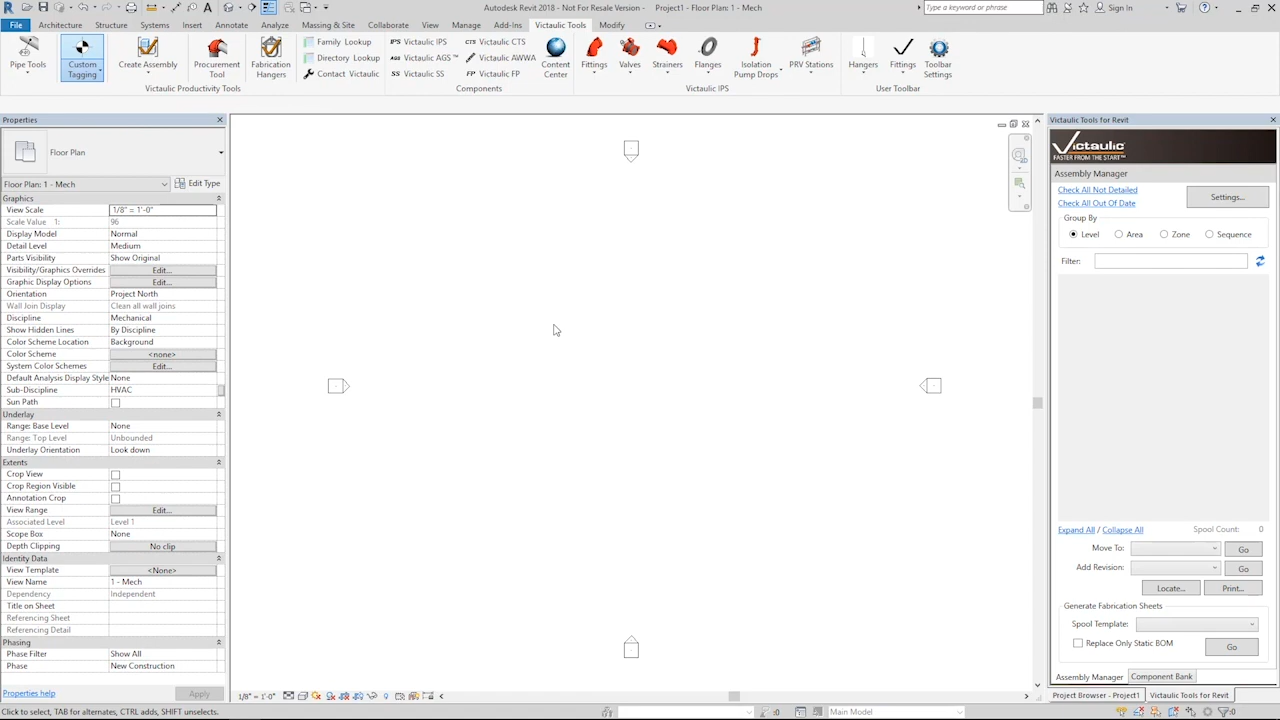 Autodesk Revit 2018 - Not For Resale Version - Project1 - Floor Plan: 1 - Mech
Type a keyword or phrase
Sign In
File Architecture Structure Systems Insert Annotate Analyze Massing & Site Collaborate View Manage Add-Ins Victaulic Tools Modify
Pipe Tools
Custom Tagging
Create Assembly
Procurement Tool
Fabrication Hangers
Family Lookup
Directory Lookup
Contact Victaulic
Victaulic Productivity Tools
IPS Victaulic IPS
AGS Victaulic AGS™
SS Victaulic SS
CTS Victaulic CTS
Victaulic AWWA
FP Victaulic FP
Content Center
Components
Fittings
Valves
Strainers
Flanges
Isolation Pump Drops
PRV Stations
Victaulic IPS
Hangers
Fittings
Toolbar Settings
User Toolbar
Properties
Floor Plan
Floor Plan: 1 - Mech Edit Type
Graphics
View Scale 1/8" = 1'-0"
Scale Value 1: 96
Display Model Normal
Detail Level Medium
Parts Visibility Show Original
Visibility/Graphics Overrides Edit...
Graphic Display Options Edit...
Orientation Project North
Wall Join Display Clean all wall joins
Discipline Mechanical
Show Hidden Lines By Discipline
Color Scheme Location Background
Color Scheme <none>
System Color Schemes Edit...
Default Analysis Display Style None
Sub-Discipline HVAC
Sun Path
Underlay
Range: Base Level None
Range: Top Level Unbounded
Underlay Orientation Look down
Extents
Crop View
Crop Region Visible
Annotation Crop
View Range Edit...
Associated Level Level 1
Scope Box None
Depth Clipping No clip
Identity Data
View Template <None>
View Name 1 - Mech
Dependency Independent
Title on Sheet
Referencing Sheet
Referencing Detail
Phasing
Phase Filter Show All
Phase New Construction
Properties help Apply
1/8" = 1'-0"
Victaulic Tools for Revit
Victaulic
FASTER FROM THE START™
Assembly Manager
Check All Not Detailed
Check All Out Of Date
Settings...
Group By
Level Area Zone Sequence
Filter:
Expand All / Collapse All Spool Count: 0
Move To: Go
Add Revision: Go
Locate... Print...
Generate Fabrication Sheets
Spool Template:
Replace Only Static BOM Go
Assembly Manager Component Bank
Project Browser - Project1 Victaulic Tools for Revit
Click to select, TAB for alternates, CTRL adds, SHIFT unselects.
:0
Main Model
:0